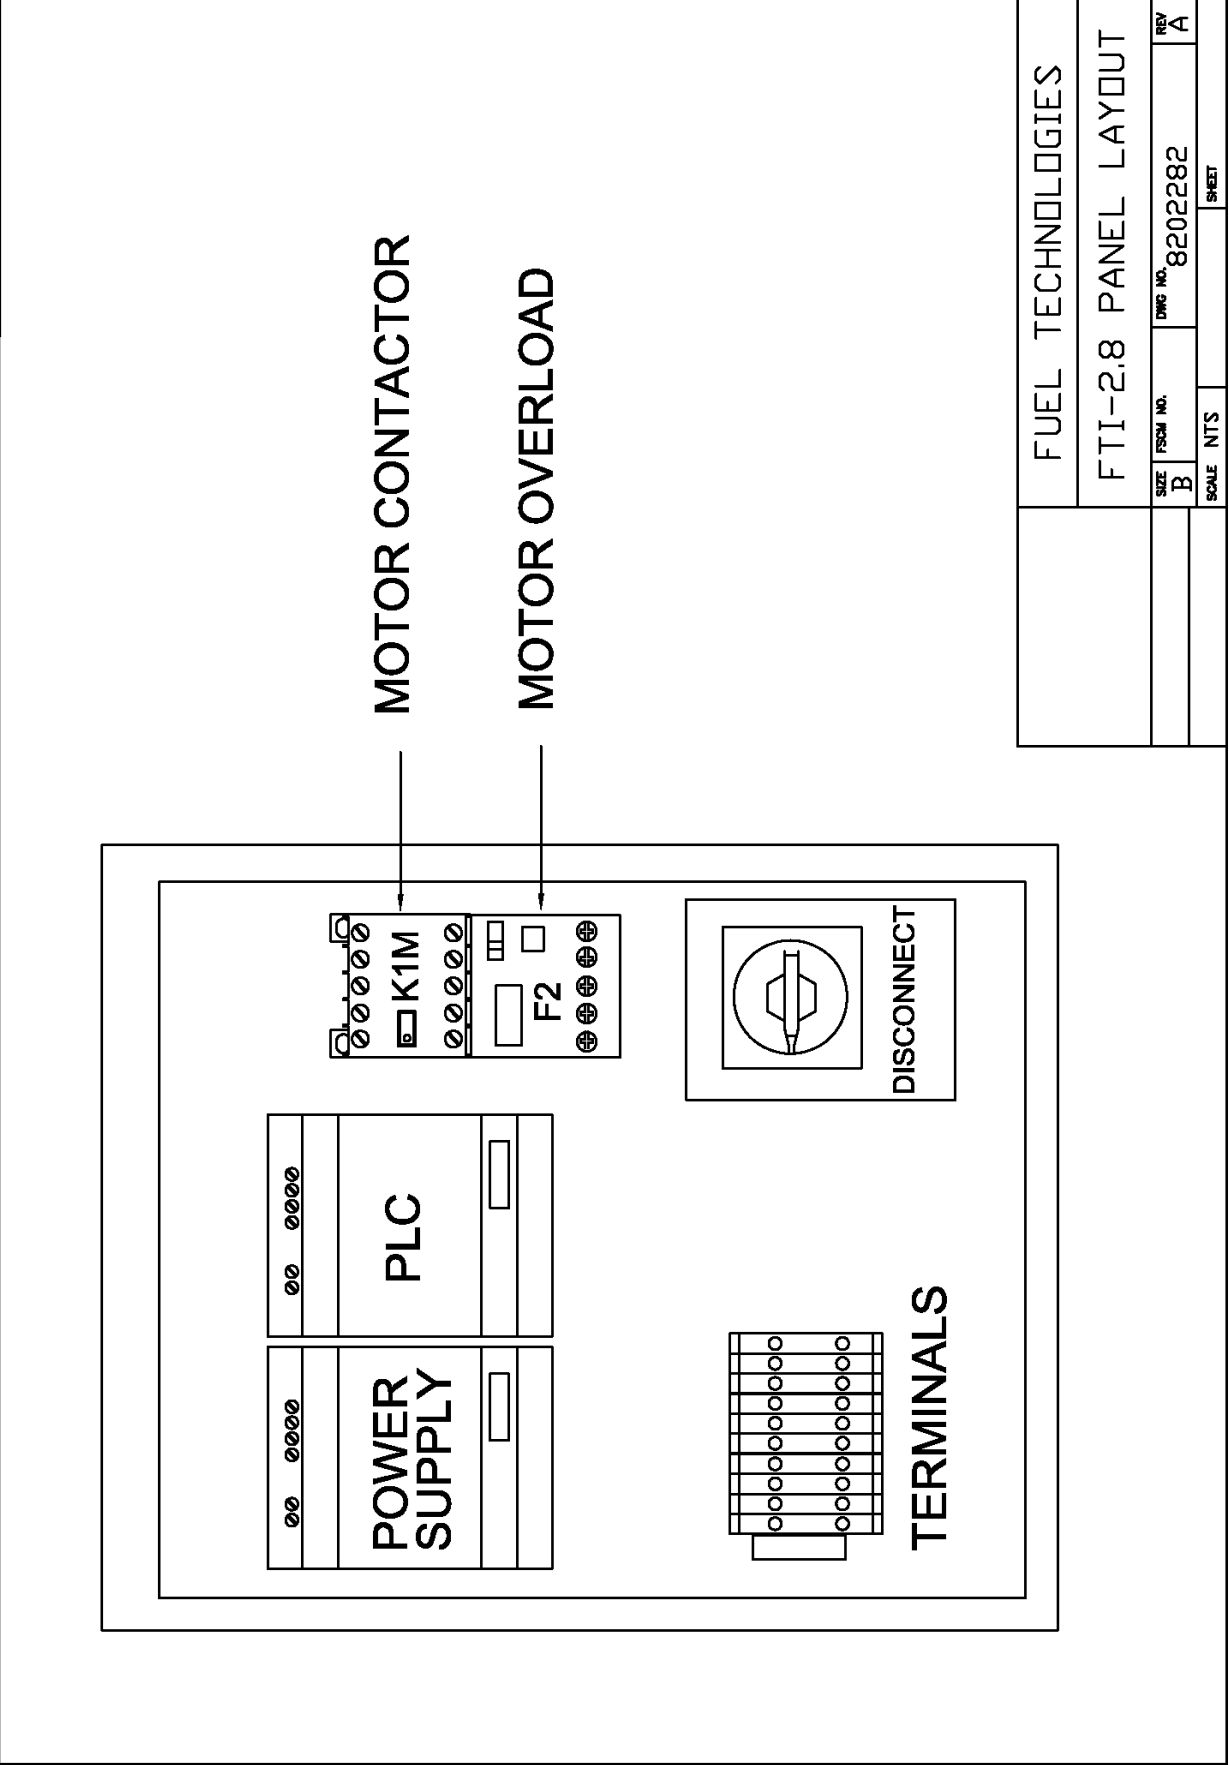 MOTOR CONTACTOR
MOTOR OVERLOAD
POWER
SUPPLY
PLC
K1M
F2
TERMINALS
DISCONNECT
FUEL TECHNOLOGIES
FTI-2.8 PANEL LAYOUT
SIZE FSCM NO. DWG NO. REV
B 8202282 A
SCALE NTS SHEET